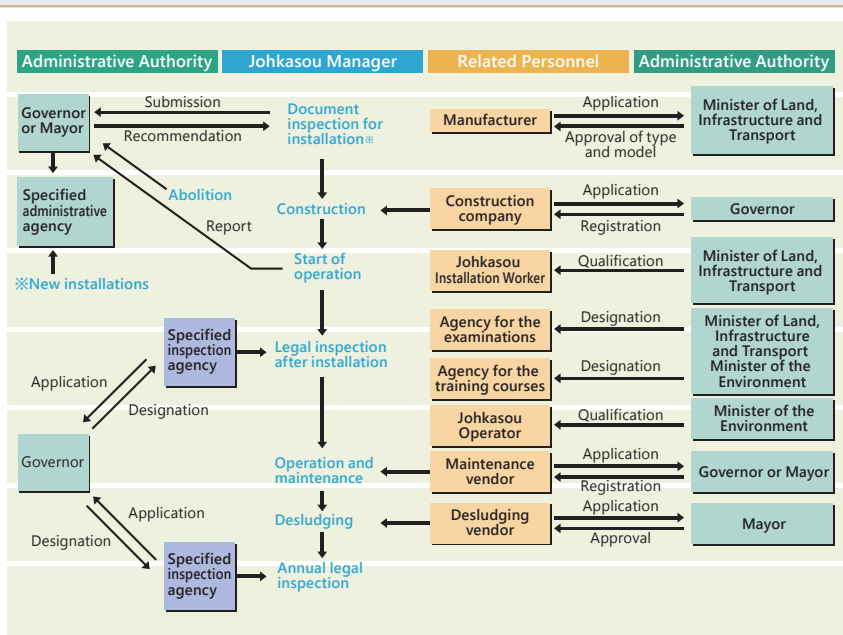 Administrative Authority
Johkasou Manager
Related Personnel
Administrative Authority
Governor
or Mayor
Submission
Recommendation
Document
inspection for
installation※
Manufacturer
Application
Approval of type
and model
Minister of Land,
Infrastructure and
Transport
Specified
administrative
agency
Abolition
Report
Construction
Construction
company
Application
Registration
Governor
※New installations
Start of
operation
Johkasou
Installation Worker
Qualification
Minister of Land,
Infrastructure and
Transport
Specified
inspection
agency
Legal inspection
after installation
Agency for the
examinations
Designation
Agency for the
training courses
Designation
Minister of Land,
Infrastructure
and Transport
Minister of the
Environment
Application
Designation
Johkasou
Operator
Qualification
Minister of the
Environment
Governor
Operation and
maintenance
Maintenance
vendor
Application
Registration
Governor or Mayor
Application
Designation
Desludging
Desludging
vendor
Application
Approval
Mayor
Specified
inspection
agency
Annual legal
inspection